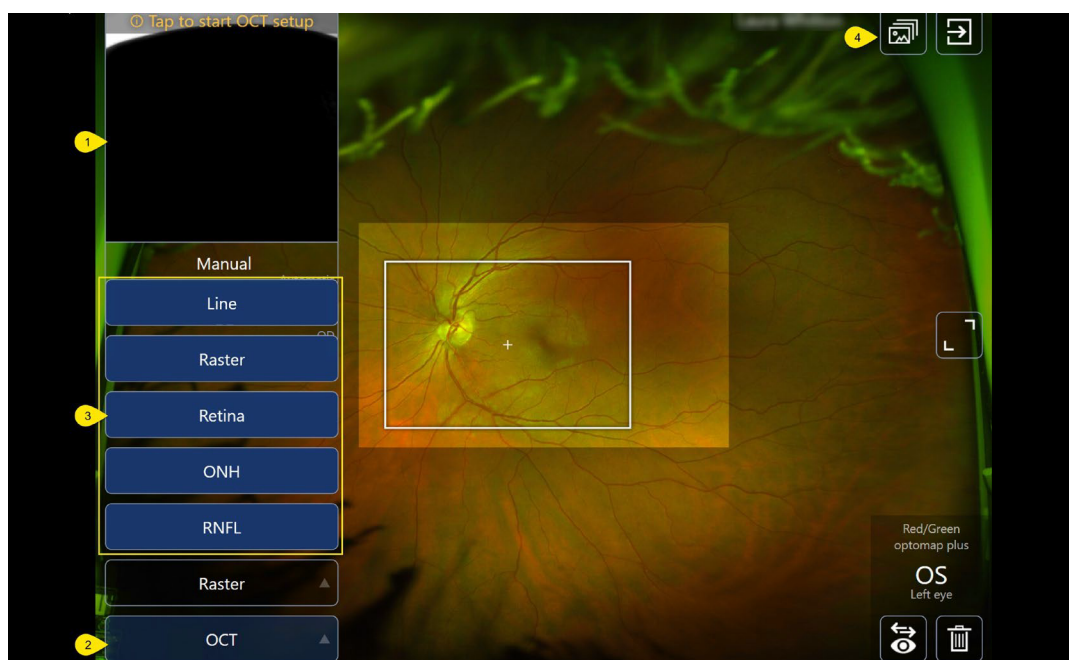 Tap to start OCT setup
4
1
Manual
Line
Raster
3
Retina
ONH
RNFL
Raster
2
OCT
Red/Green
optomap plus
OS
Left eye